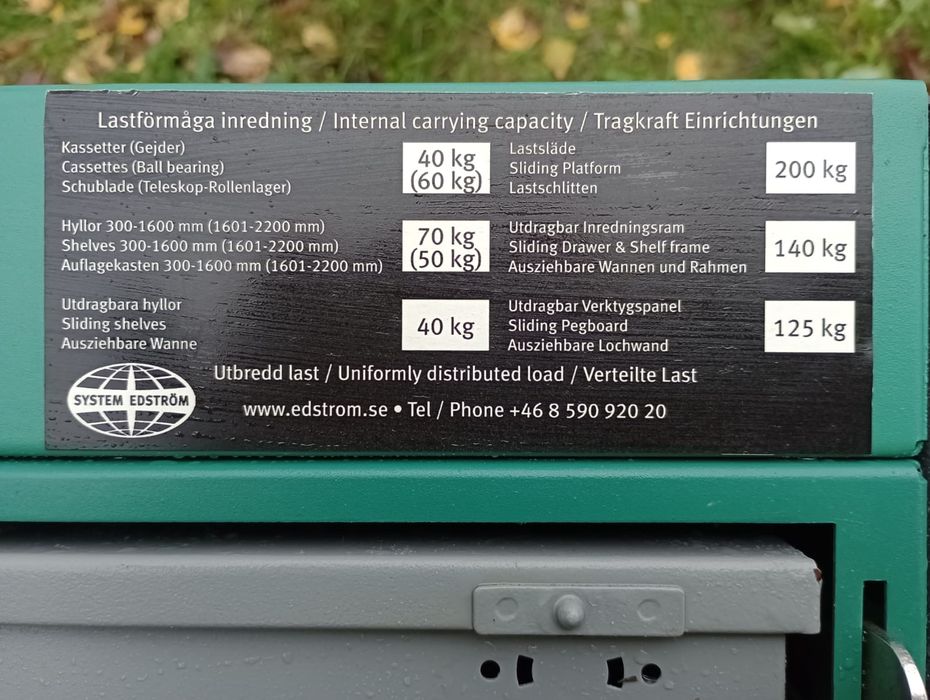 Lastförmåga inredning / Internal carrying capacity / Tragkraft Einrichtungen
Kassetter (Gejder)
Cassettes (Ball bearing)
Schublade (Teleskop-Rollenlager)
40 kg
(60 kg)
Lastsläde
Sliding Platform
Lastschlitten
200 kg
Hyllor 300-1600 mm (1601-2200 mm)
Shelves 300-1600 mm (1601-2200 mm)
Auflagekasten 300-1600 mm (1601-2200 mm)
70 kg
(50 kg)
Utdragbar Inredningsram
Sliding Drawer & Shelf frame
Ausziehbare Wannen und Rahmen
140 kg
Utdragbara hyllor
Sliding shelves
Ausziehbare Wanne
40 kg
Utdragbar Verktygspanel
Sliding Pegboard
Ausziehbare Lochwand
125 kg
Utbredd last / Uniformly distributed load / Verteilte Last
SYSTEM EDSTRÖM
www.edstrom.se • Tel / Phone +46 8 590 920 20